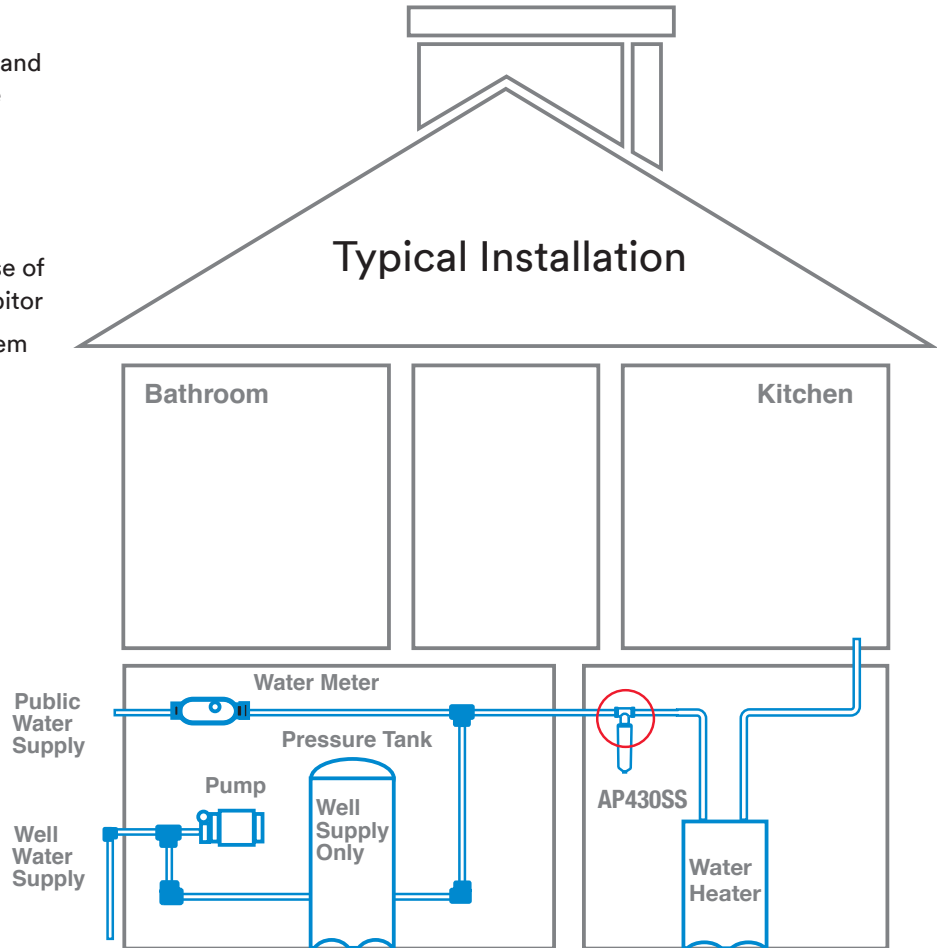 and
se of
bitor
em
Typical Installation
Bathroom
Kitchen
Public
Water
Supply
Water Meter
Pressure Tank
Pump
Well
Supply
Only
AP430SS
Well
Water
Supply
Water
Heater